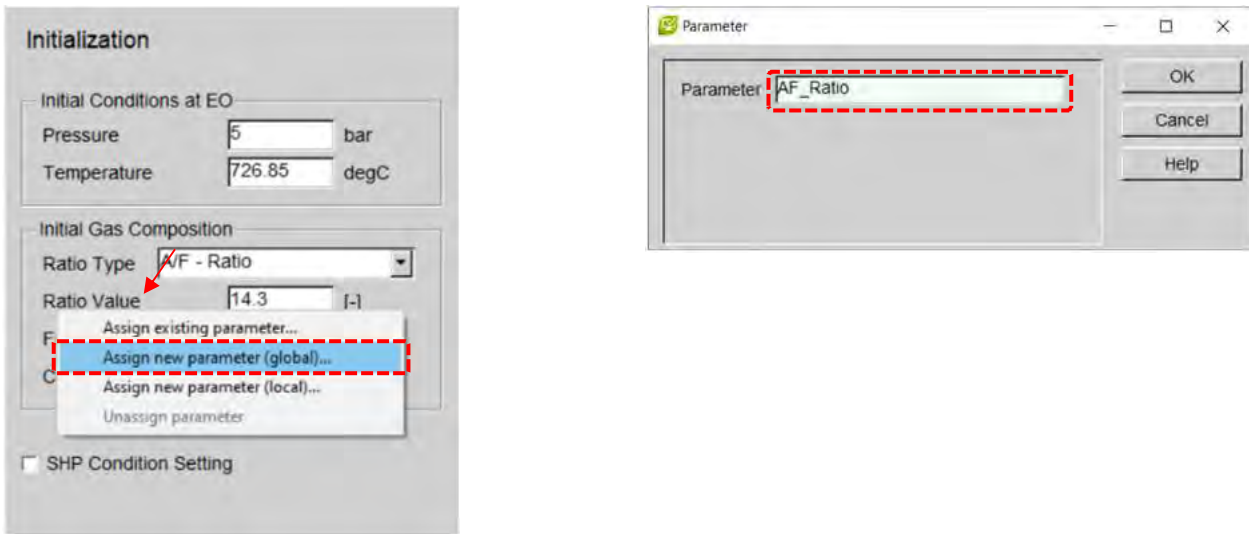 Initialization
Initial Conditions at EO
Pressure 5 bar
Temperature 726.85 degC
Initial Gas Composition
Ratio Type A/F - Ratio
Ratio Value 14.3 [-]
F
Assign existing parameter...
Assign new parameter (global)...
C
Assign new parameter (local)...
Unassign parameter
SHP Condition Setting
Parameter
Parameter AF_Ratio
OK
Cancel
Help